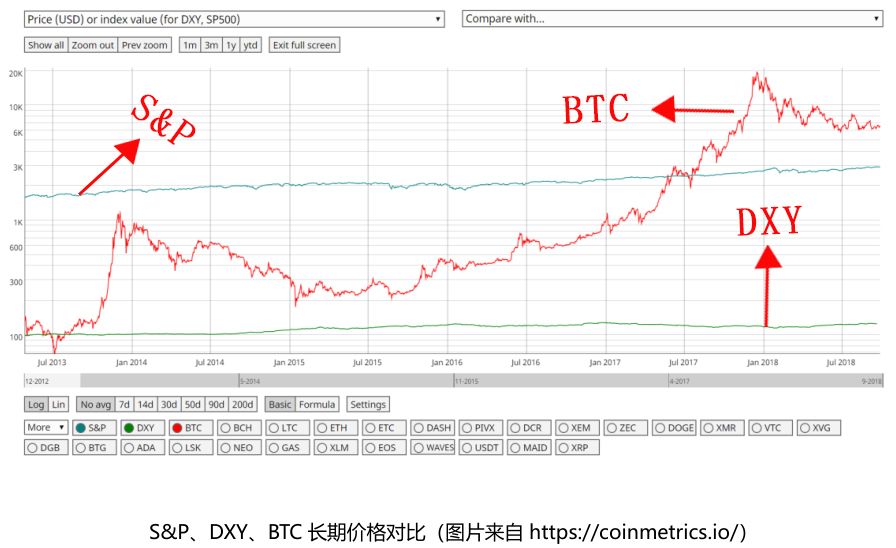 Price (USD) or index value (for DXY, SP500) Compare with...
Show all Zoom out Prev zoom 1m 3m 1y ytd Exit full screen
20K
10K
6K
3K
1K
600
300
100
S&P
BTC
DXY
Jul 2013 Jan 2014 Jul 2014 Jan 2015 Jul 2015 Jan 2016 Jul 2016 Jan 2017 Jul 2017 Jan 2018 Jul 2018
12-2012 5-2014 11-2015 4-2017 9-2018
Log Lin No avg 7d 14d 30d 50d 90d 200d Basic Formula Settings
More S&P DXY BTC BCH LTC ETH ETC DASH PIVX DCR XEM ZEC DOGE XMR VTC XVG
DGB BTG ADA LSK NEO GAS XLM EOS WAVES USDT MAID XRP
S&P、DXY、BTC 长期价格对比（图片来自 https://coinmetrics.io/）